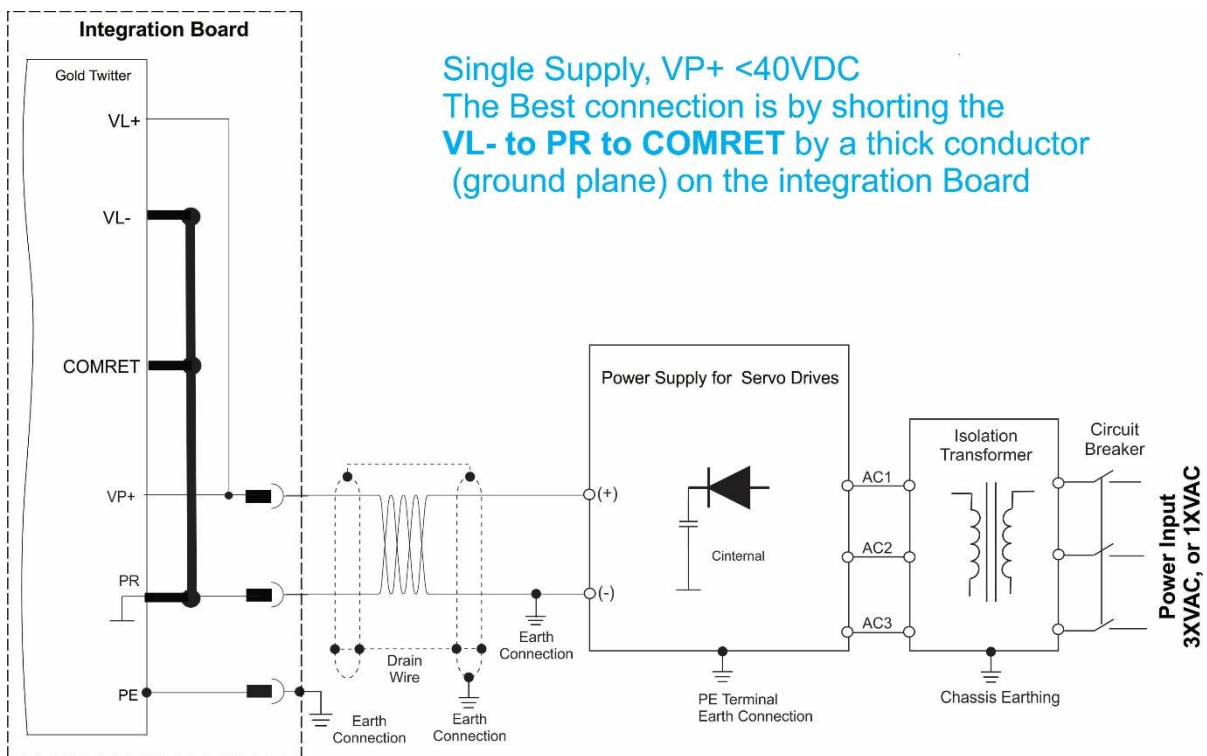 Integration Board
Gold Twitter
VL+
VL-
COMRET
VP+
PR
PE
Single Supply, VP+ <40VDC
The Best connection is by shorting the
VL- to PR to COMRET by a thick conductor
(ground plane) on the integration Board
Drain
Wire
Earth
Connection
Earth
Connection
Earth
Connection
Power Supply for Servo Drives
(+)
(-)
Cinternal
PE Terminal
Earth Connection
AC1
AC2
AC3
Isolation
Transformer
Chassis Earthing
Circuit
Breaker
Power Input
3XVAC, or 1XVAC